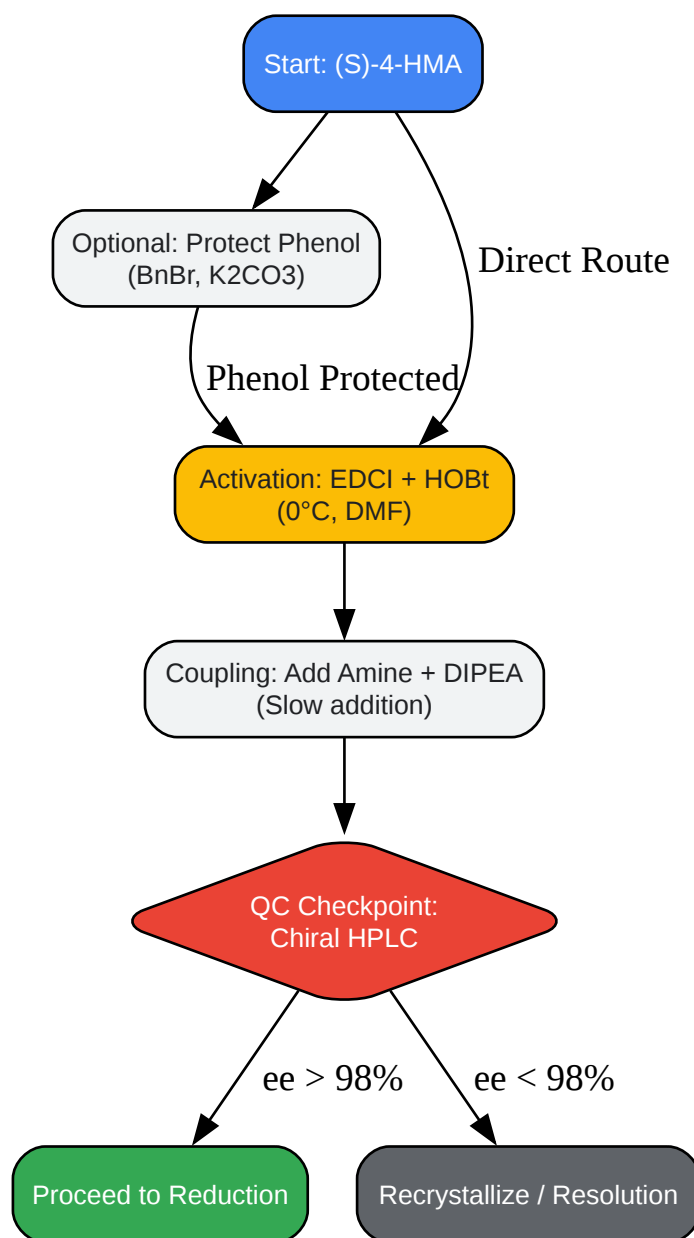 Start: (S)-4-HMA
Optional: Protect Phenol
(BnBr, K2CO3)
Direct Route
Phenol Protected
Activation: EDCI + HOBt
(0°C, DMF)
Coupling: Add Amine + DIPEA
(Slow addition)
QC Checkpoint:
Chiral HPLC
ee > 98%
ee < 98%
Proceed to Reduction
Recrystallize / Resolution